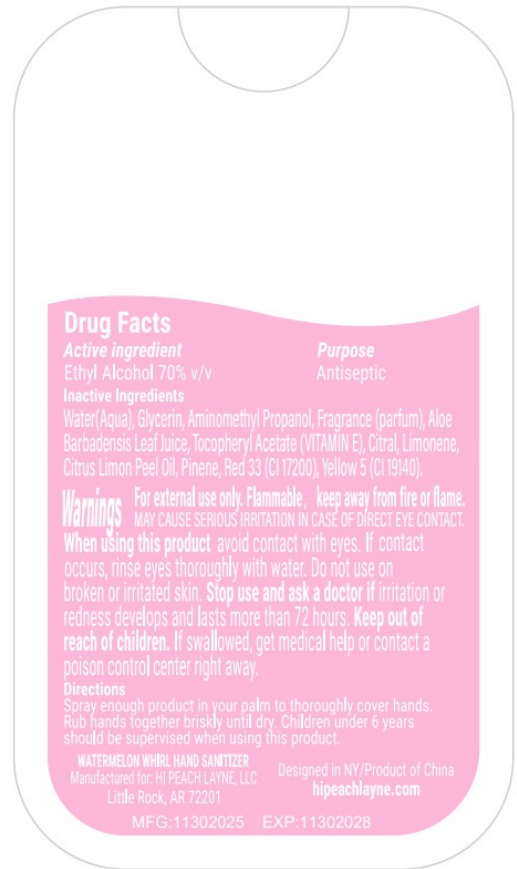 Drug Facts
Active ingredient Purpose
Ethyl Alcohol 70% v/v Antiseptic
Inactive Ingredients
Water(Aqua), Glycerin, Aminomethyl Propanol, Fragrance (parfum), Aloe
Barbadensis Leaf Juice, Tocopheryl Acetate (VITAMIN E), Citral, Limonene,
Citrus Limon Peel Oil, Pinene, Red 33 (CI 17200), Yellow 5 (CI 19140).
Warnings For external use only. Flammable, keep away from fire or flame.
MAY CAUSE SERIOUS IRRITATION IN CASE OF DIRECT EYE CONTACT.
When using this product avoid contact with eyes. If contact
occurs, rinse eyes thoroughly with water. Do not use on
broken or irritated skin. Stop use and ask a doctor if irritation or
redness develops and lasts more than 72 hours. Keep out of
reach of children. If swallowed, get medical help or contact a
poison control center right away.
Directions
Spray enough product in your palm to thoroughly cover hands.
Rub hands together briskly until dry. Children under 6 years
should be supervised when using this product.
WATERMELON WHIRL HAND SANITIZER
Manufactured for: HI PEACH LAYNE, LLC
Little Rock, AR 72201
Designed in NY/Product of China
hipeachlayne.com
MFG:11302025 EXP:11302028